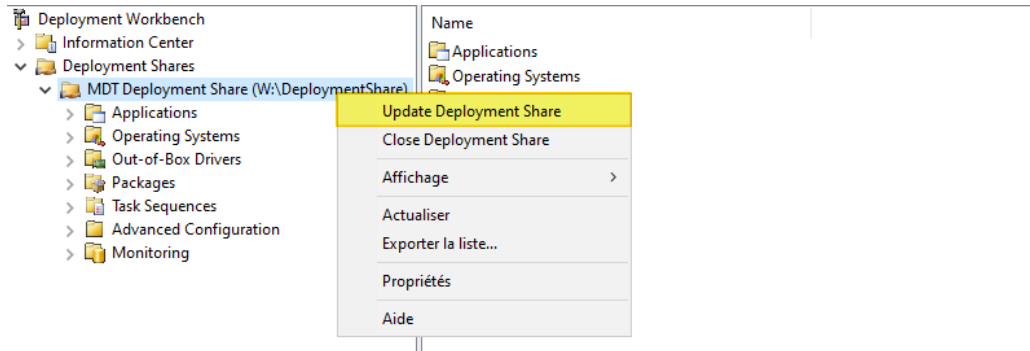 Deployment Workbench
Information Center
Deployment Shares
MDT Deployment Share (W:\DeploymentShare)
Applications
Operating Systems
Out-of-Box Drivers
Packages
Task Sequences
Advanced Configuration
Monitoring
Name
Applications
Operating Systems
Update Deployment Share
Close Deployment Share
Affichage
Actualiser
Exporter la liste...
Propriétés
Aide